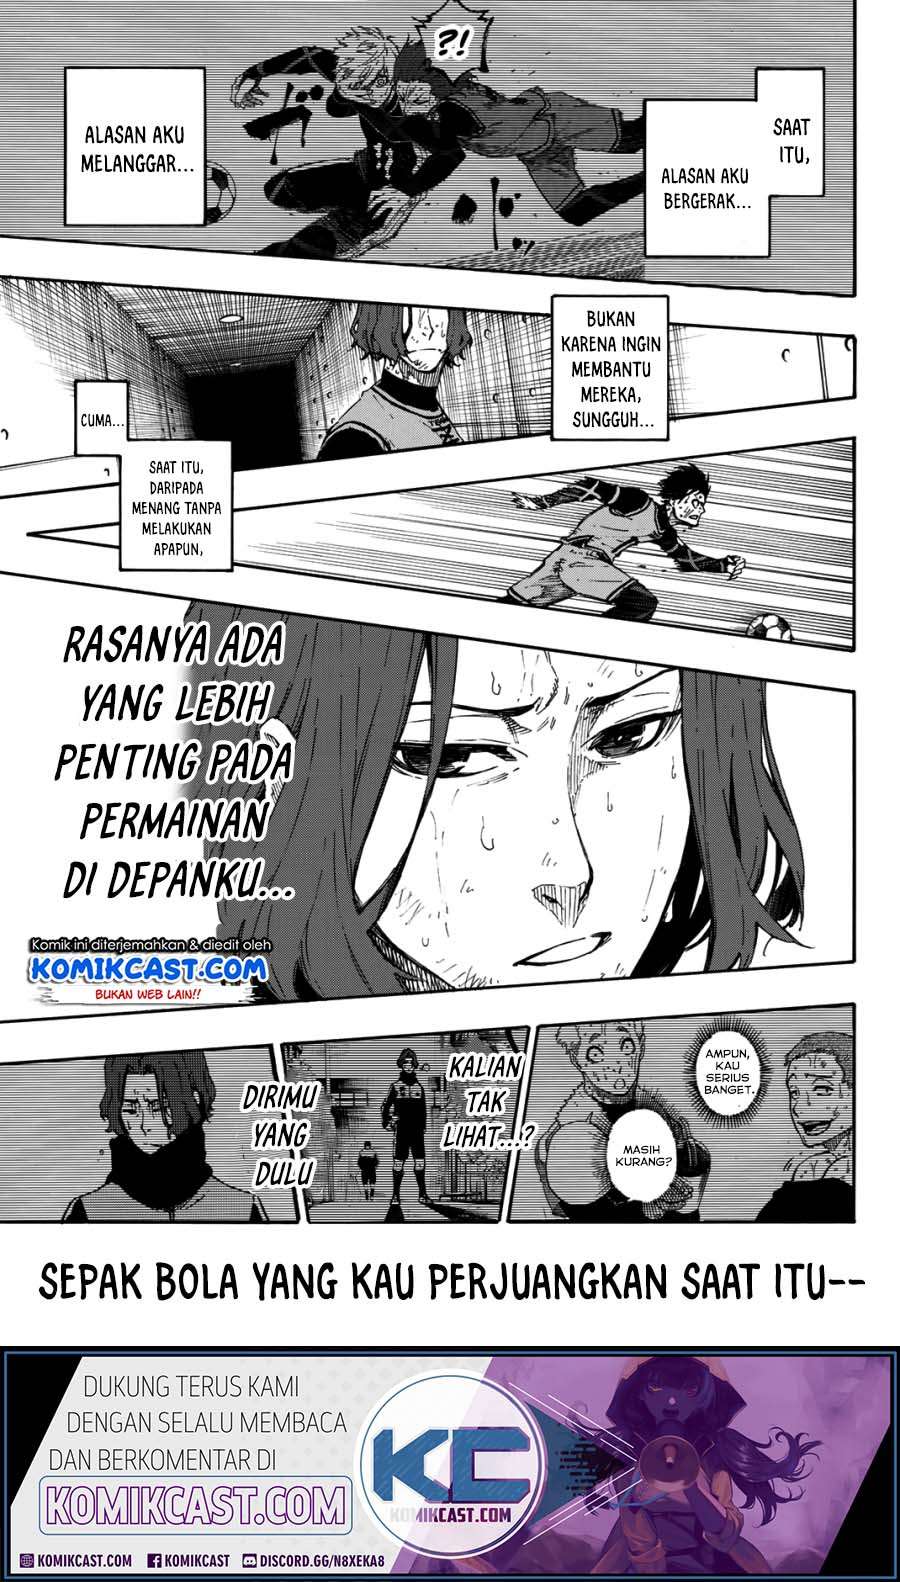 ?!
SAAT
ITU,
ALASAN AKU
BERGERAK...
ALASAN AKU
MELANGGAR...
BUKAN
KARENA INGIN
MEMBANTU
MEREKA,
SUNGGUH...
CUMA...
SAAT ITU,
DARIPADA
MENANG TANPA
MELAKUKAN
APAPUN,
RASANYA ADA
YANG LEBIH
PENTING PADA
PERMAINAN
DI DEPANKU...
Komik ini diterjemahkan & diedit oleh
KOMIKCAST.COM
BUKAN WEB LAIN!!
AMPUN,
KAU
SERIUS
BANGET.
MASIH
KURANG?
KALIAN
TAK
LIHAT...?
DIRIMU
YANG
DULU
SEPAK BOLA YANG KAU PERJUANGKAN SAAT ITU--
DUKUNG TERUS KAMI
DENGAN SELALU MEMBACA
DAN BERKOMENTAR DI
KOMIKCAST.COM
KC
KOMIKCAST.COM
KOMIKCAST.COM
KOMIKCAST
DISCORD.GG/N8XEKA8